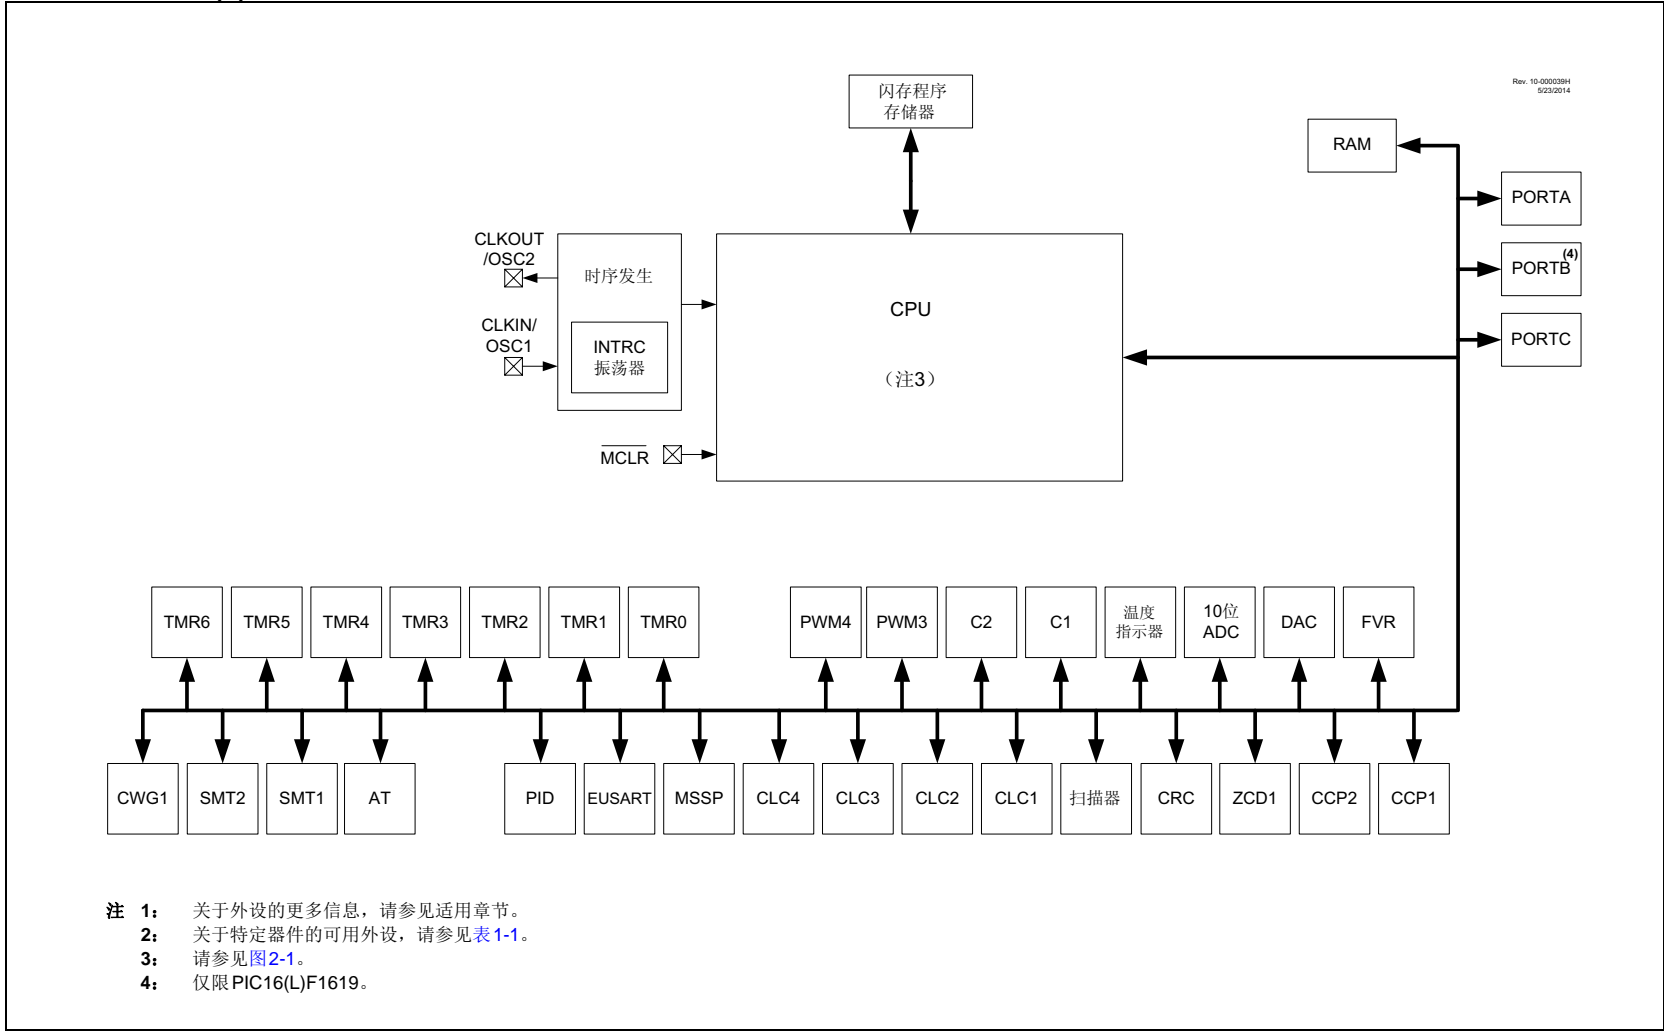 闪存程序
存储器
Rev. 10-000039H
5/23/2014
RAM
PORTA
PORTB(4)
PORTC
CLKOUT
/OSC2
时序发生
CLKIN/
OSC1
INTRC
振荡器
CPU
（注3）
MCLR
TMR6 TMR5 TMR4 TMR3 TMR2 TMR1 TMR0 PWM4 PWM3 C2 C1 温度 指示器 10位 ADC DAC FVR
CWG1 SMT2 SMT1 AT PID EUSART MSSP CLC4 CLC3 CLC2 CLC1 扫描器 CRC ZCD1 CCP2 CCP1
注 1： 关于外设的更多信息，请参见适用章节。
2： 关于特定器件的可用外设，请参见表1-1。
3： 请参见图2-1。
4： 仅限PIC16(L)F1619。